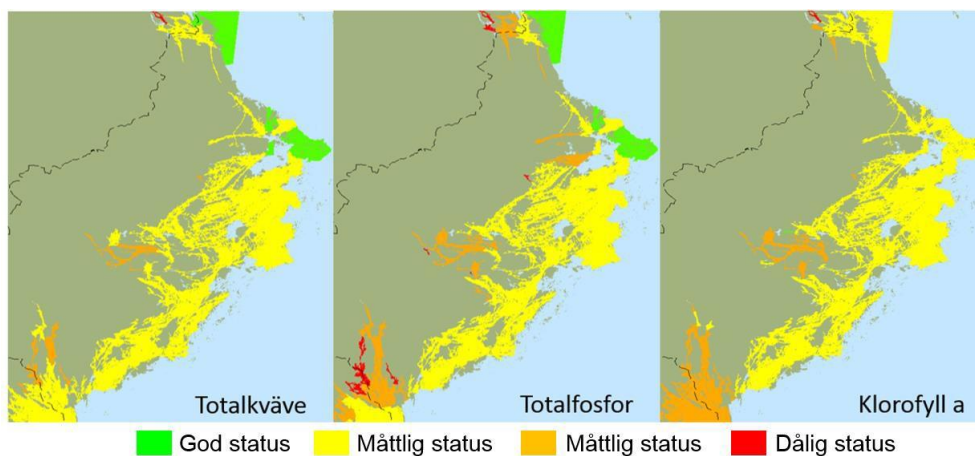 Totalkväve
Totalfosfor
Klorofyll a
God status
Måttlig status
Måttlig status
Dålig status